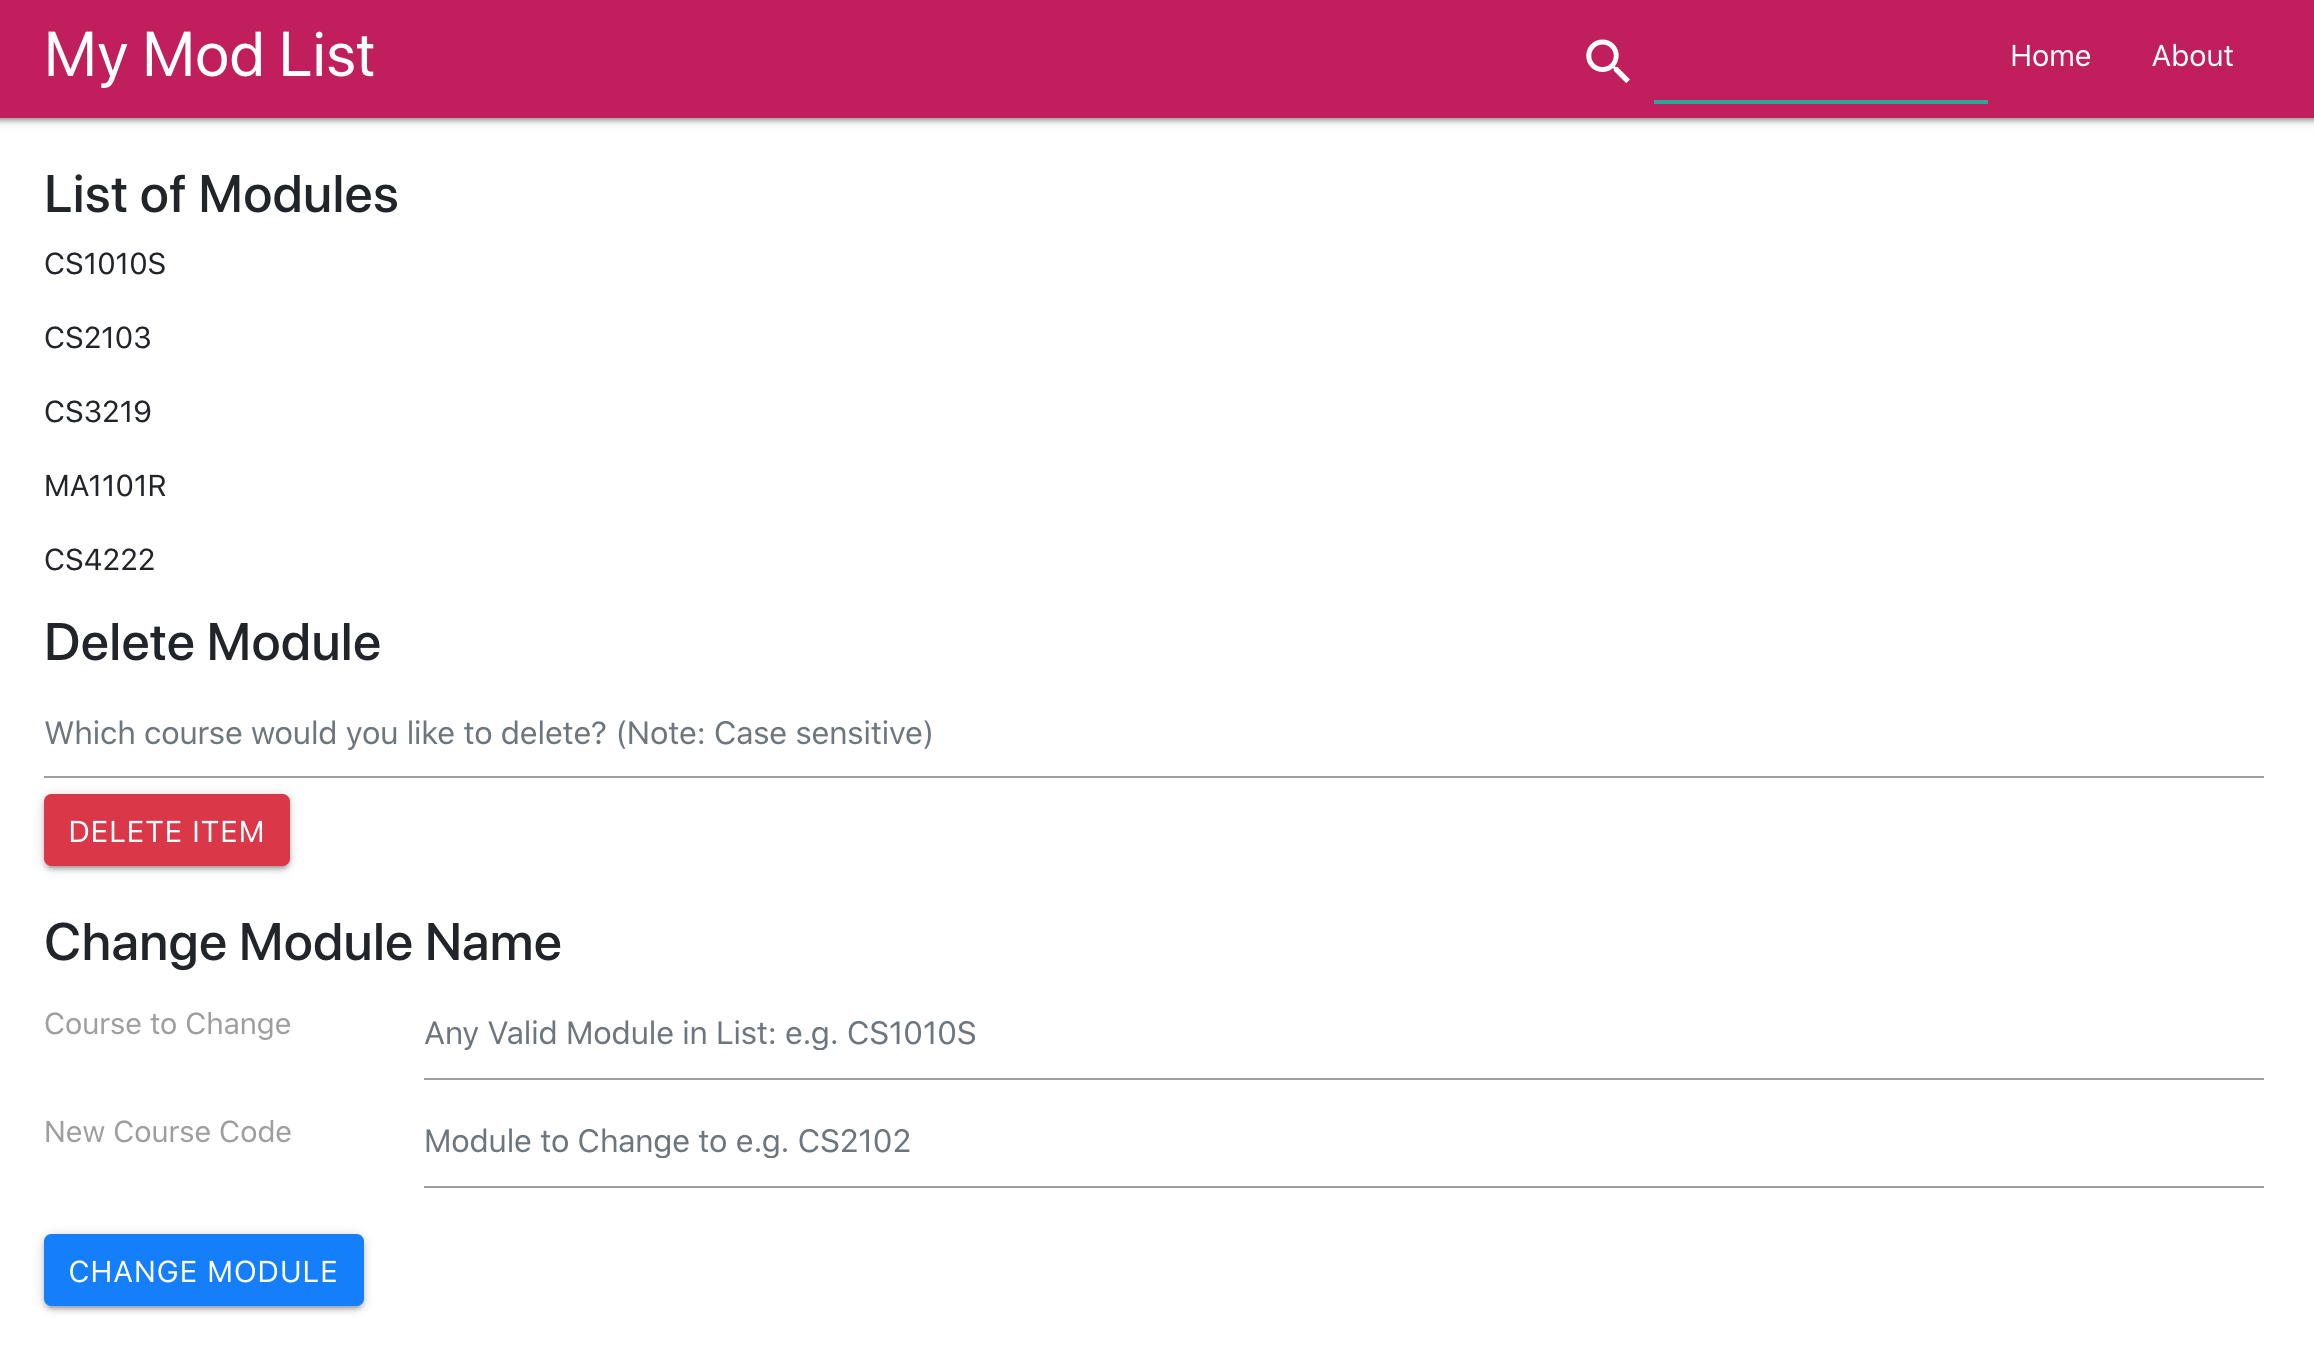 My Mod List
Home
About
List of Modules
CS1010S
CS2103
CS3219
MA1101R
CS4222
Delete Module
Which course would you like to delete? (Note: Case sensitive)
DELETE ITEM
Change Module Name
Course to Change
Any Valid Module in List: e.g. CS1010S
New Course Code
Module to Change to e.g. CS2102
CHANGE MODULE